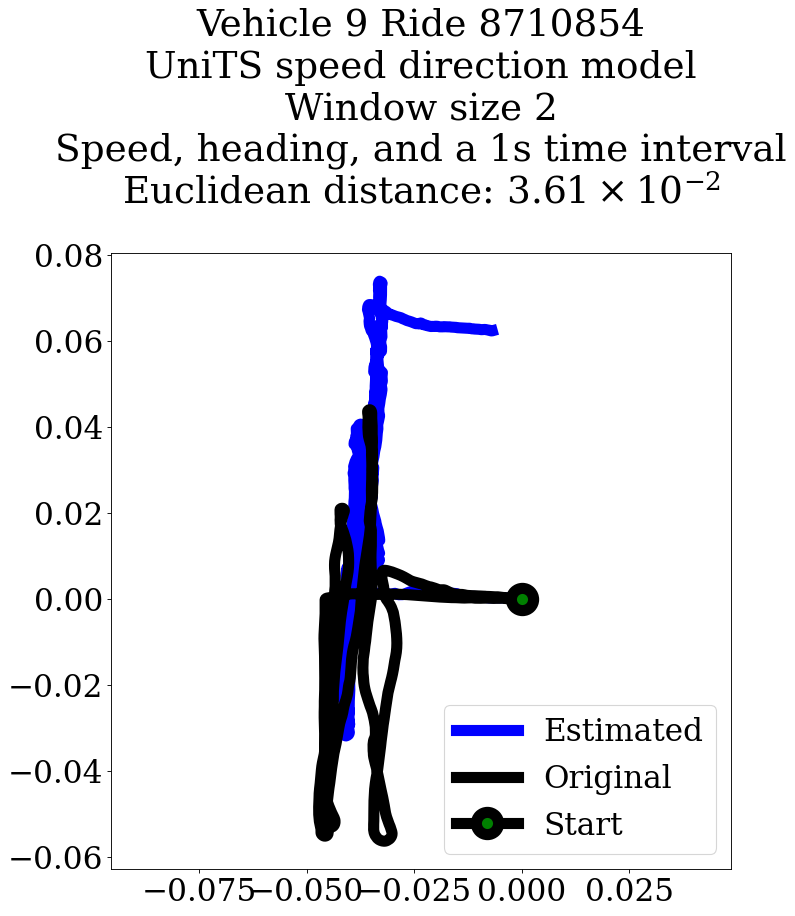 Vehicle 9 Ride 8710854
UniTS speed direction model
Window size 2
Speed, heading, and a 1s time interval
Euclidean distance: 3.61 × 10⁻²
0.08
0.06
0.04
0.02
0.00
−0.02
−0.04
−0.06
Estimated
Original
Start
−0.075 −0.050 −0.025 0.000 0.025